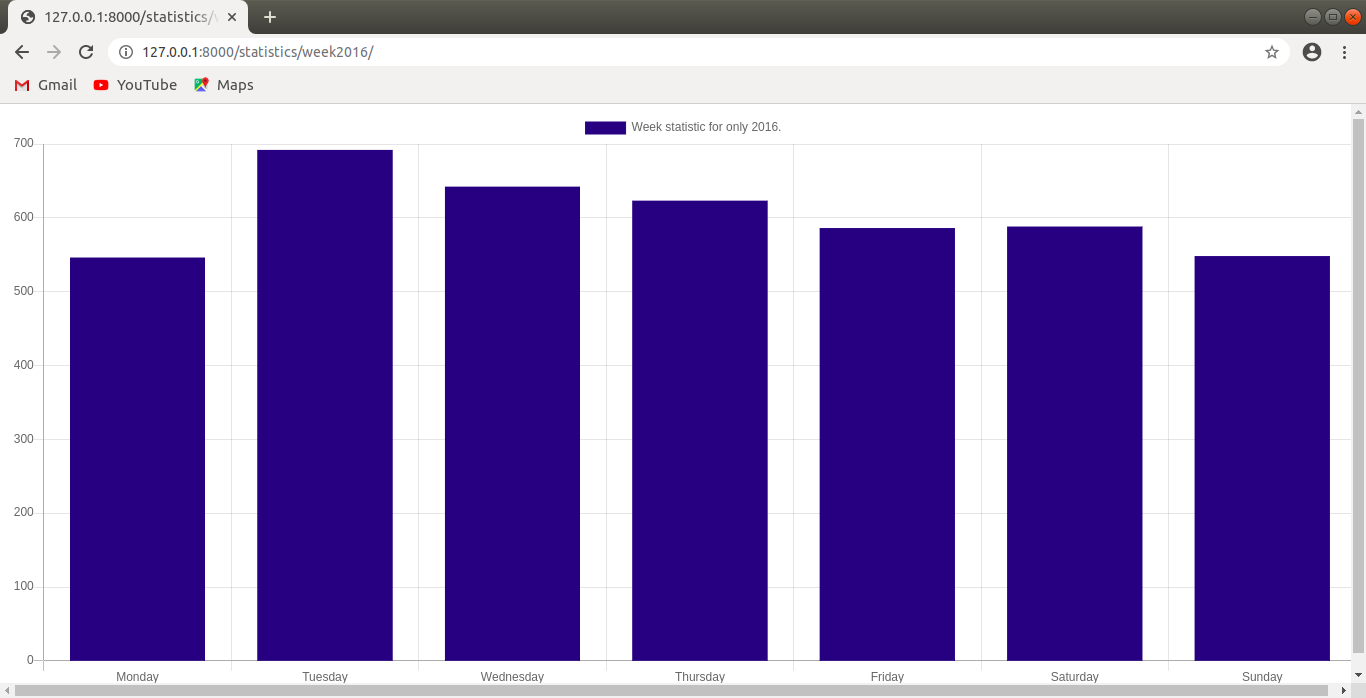 127.0.0.1:8000/statistics/
127.0.0.1:8000/statistics/week2016/
Gmail YouTube Maps
Week statistic for only 2016.
700
600
500
400
300
200
100
0
Monday Tuesday Wednesday Thursday Friday Saturday Sunday